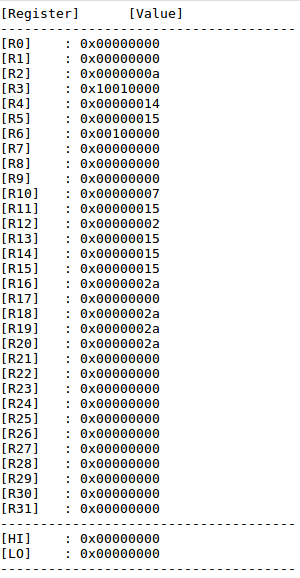 [Register]      [Value]
-------------------------------------
[R0]    : 0x00000000
[R1]    : 0x00000000
[R2]    : 0x0000000a
[R3]    : 0x10010000
[R4]    : 0x00000014
[R5]    : 0x00000015
[R6]    : 0x00100000
[R7]    : 0x00000000
[R8]    : 0x00000000
[R9]    : 0x00000000
[R10]   : 0x00000007
[R11]   : 0x00000015
[R12]   : 0x00000002
[R13]   : 0x00000015
[R14]   : 0x00000015
[R15]   : 0x00000015
[R16]   : 0x0000002a
[R17]   : 0x00000000
[R18]   : 0x0000002a
[R19]   : 0x0000002a
[R20]   : 0x0000002a
[R21]   : 0x00000000
[R22]   : 0x00000000
[R23]   : 0x00000000
[R24]   : 0x00000000
[R25]   : 0x00000000
[R26]   : 0x00000000
[R27]   : 0x00000000
[R28]   : 0x00000000
[R29]   : 0x00000000
[R30]   : 0x00000000
[R31]   : 0x00000000
-------------------------------------
[HI]    : 0x00000000
[LO]    : 0x00000000
-------------------------------------